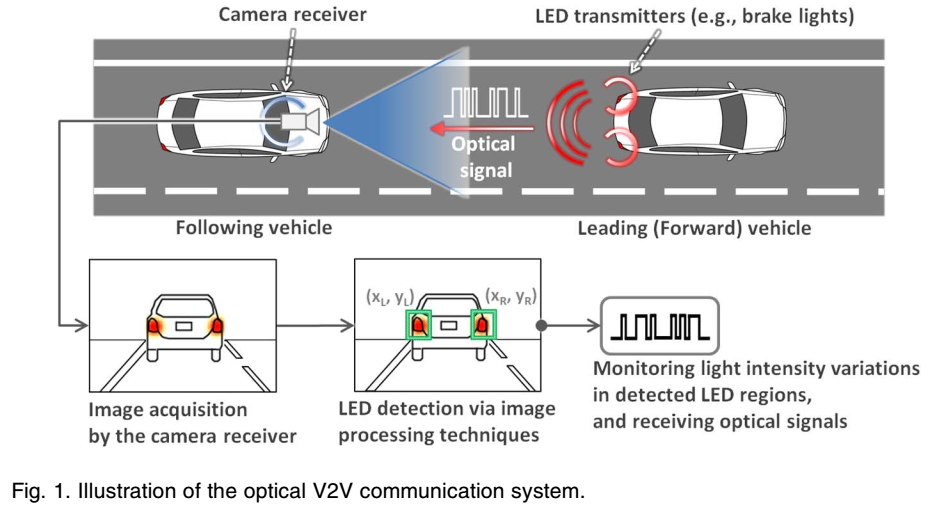 Camera receiver
LED transmitters (e.g., brake lights)
Optical
signal
Following vehicle
Leading (Forward) vehicle
(xL, yL)
(xR, yR)
Image acquisition
by the camera receiver
LED detection via image
processing techniques
Monitoring light intensity variations
in detected LED regions,
and receiving optical signals
Fig. 1. Illustration of the optical V2V communication system.